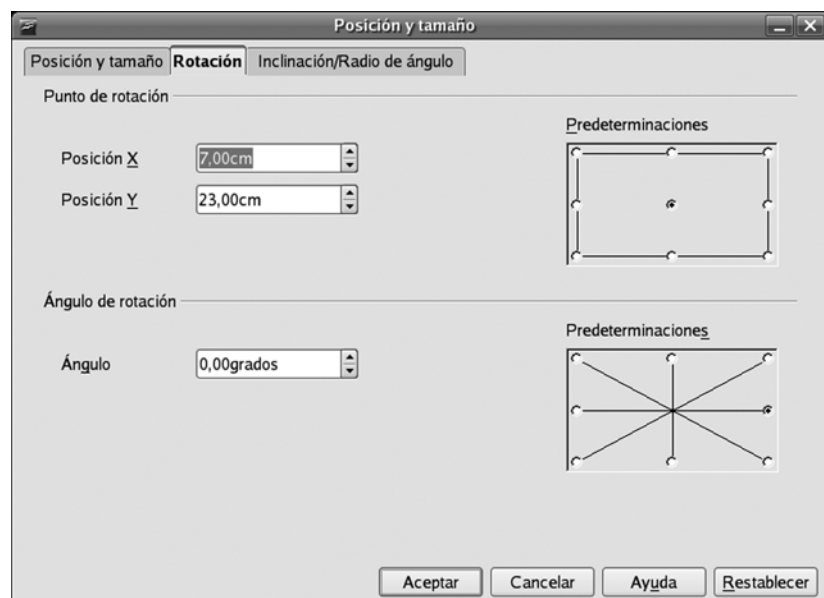 Posición y tamaño
Posición y tamaño Rotación Inclinación/Radio de ángulo
Punto de rotación
Predeterminaciones
Posición X 7,00cm
Posición Y 23,00cm
Ángulo de rotación
Predeterminaciones
Ángulo 0,00grados
Aceptar Cancelar Ayuda Restablecer